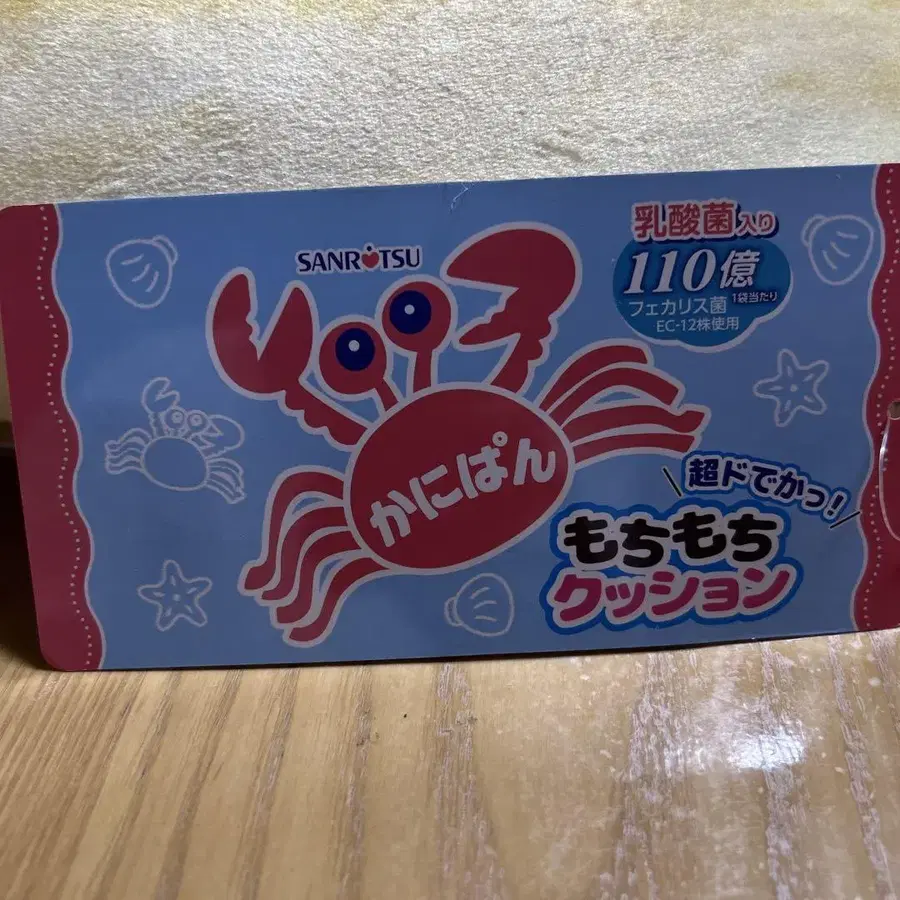 SANRITSU
乳酸菌入り
110億
フェカリス菌 1袋当たり
EC-12株使用
かにぱん
超ドでかっ!
もちもち
クッション